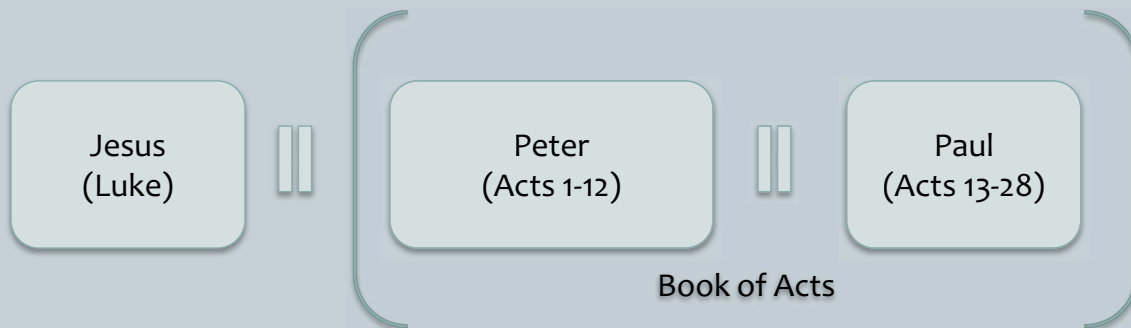 Jesus
(Luke)
Peter
(Acts 1-12)
Paul
(Acts 13-28)
Book of Acts